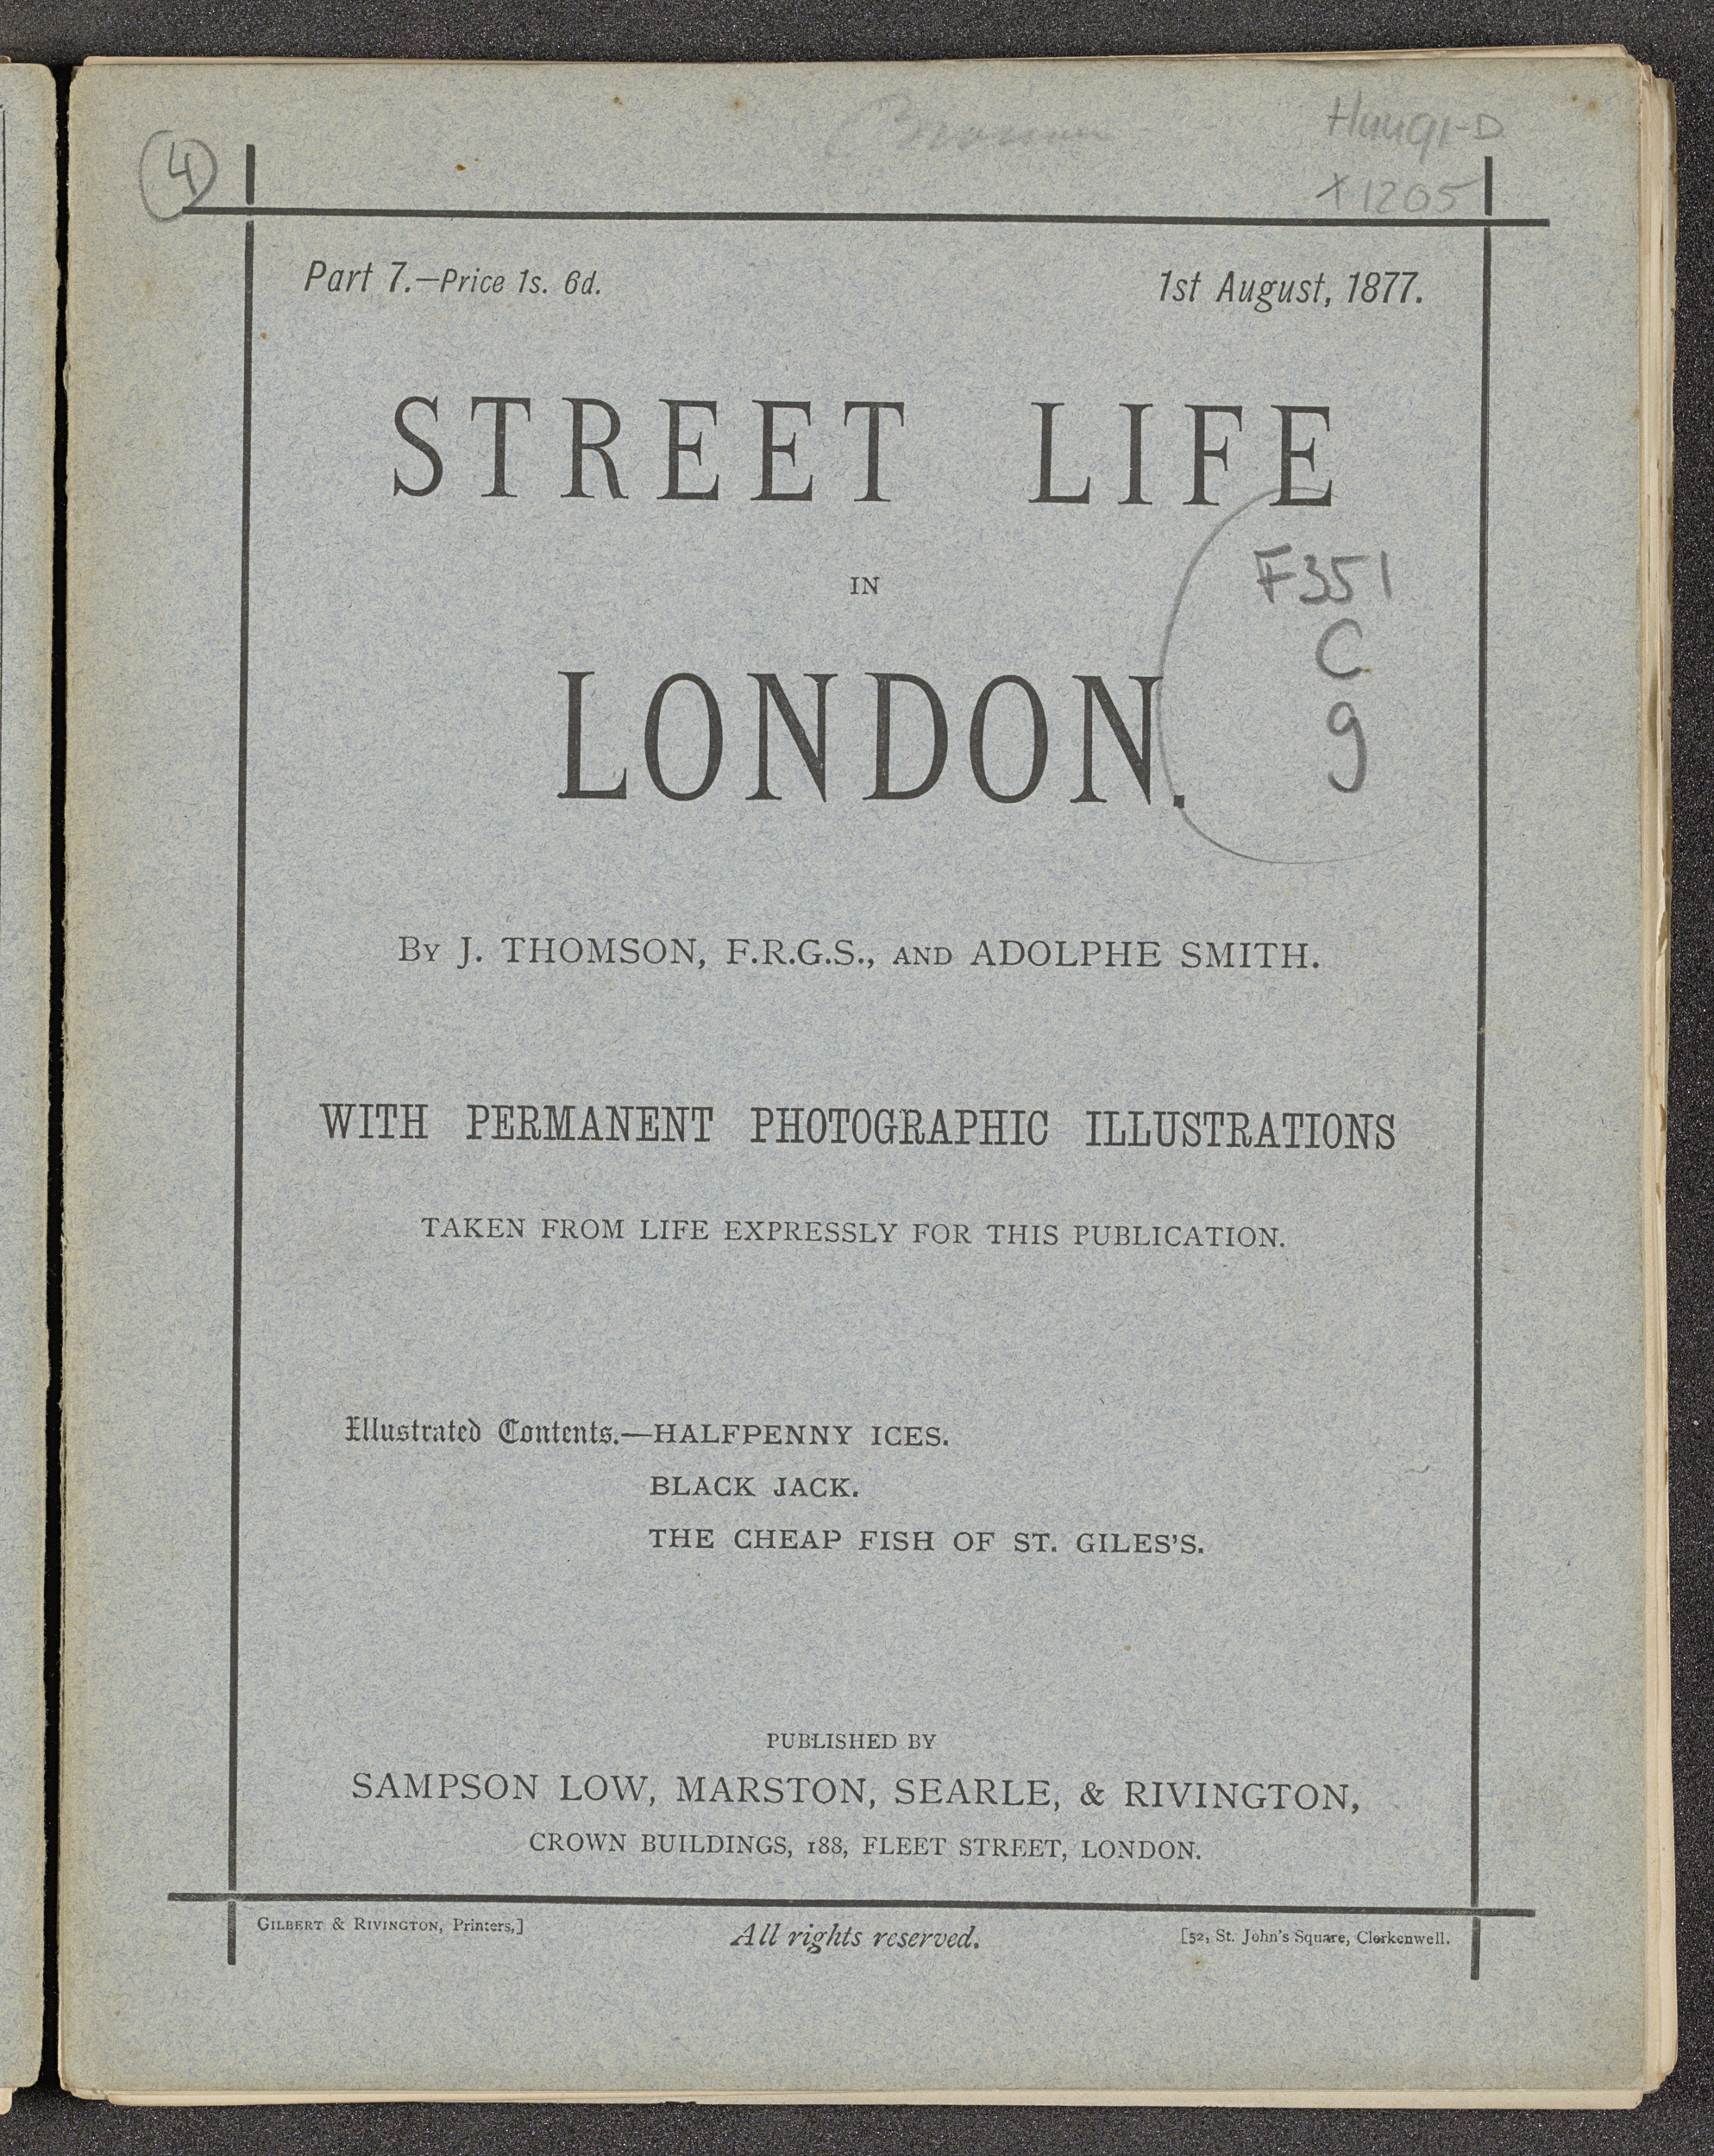 4
X 1205
Part 7.—Price 1s. 6d.
1st August, 1877.
STREET LIFE
IN
LONDON.
F351
C
9
By J. THOMSON, F.R.G.S., AND ADOLPHE SMITH.
WITH PERMANENT PHOTOGRAPHIC ILLUSTRATIONS
TAKEN FROM LIFE EXPRESSLY FOR THIS PUBLICATION.
Illustrated Contents.—HALFPENNY ICES.
BLACK JACK.
THE CHEAP FISH OF ST. GILES'S.
PUBLISHED BY
SAMPSON LOW, MARSTON, SEARLE, & RIVINGTON,
CROWN BUILDINGS, 188, FLEET STREET, LONDON.
GILBERT & RIVINGTON, Printers,]
All rights reserved.
[52, St. John's Square, Clerkenwell.